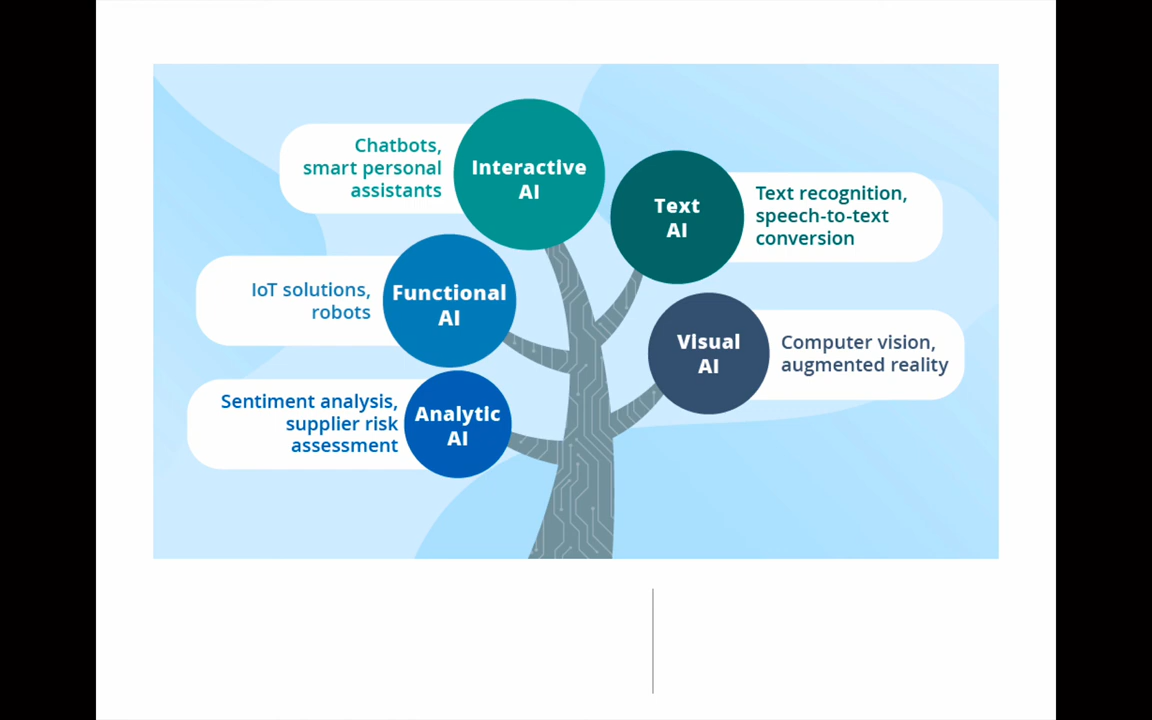 Chatbots,
smart personal
assistants
Interactive
AI
Text
AI
Text recognition,
speech-to-text
conversion
IoT solutions,
robots
Functional
AI
Visual
AI
Computer vision,
augmented reality
Sentiment analysis,
supplier risk
assessment
Analytic
AI